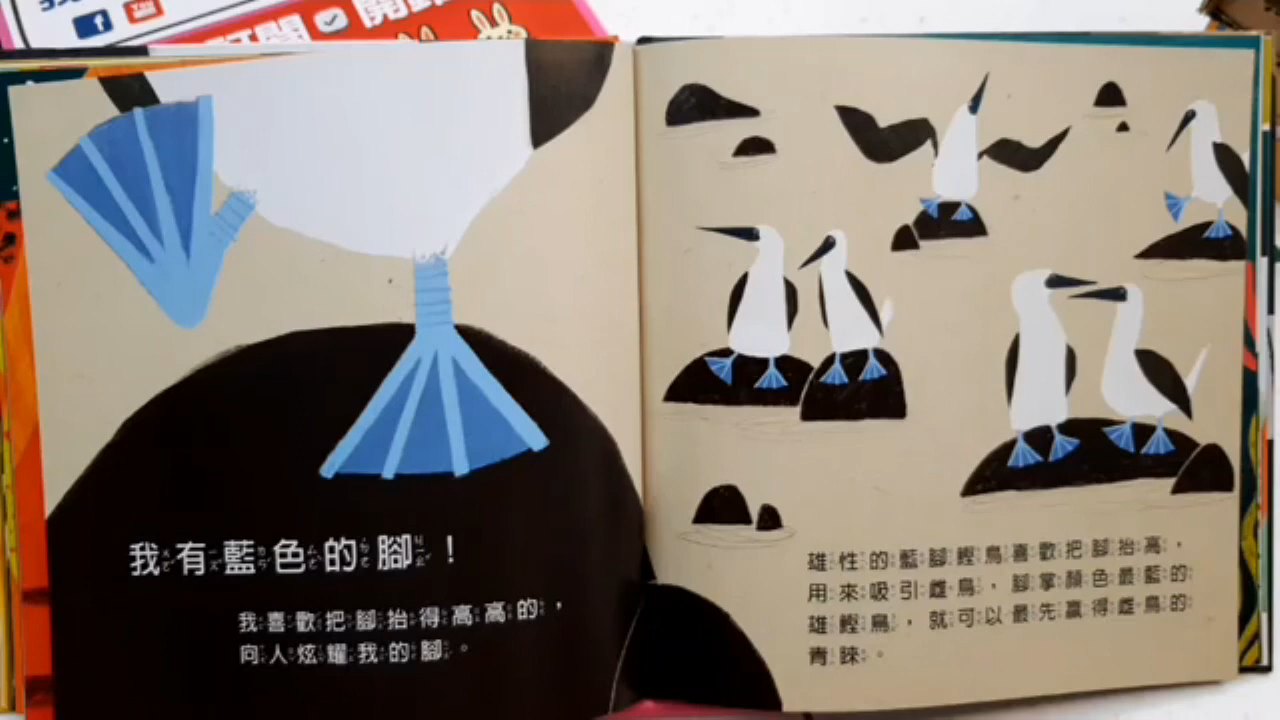 我有藍色的腳！
我喜歡把腳抬得高高的，
向人炫耀我的腳。
雄性的藍腳鰹鳥喜歡把腳抬高，
用來吸引雌鳥，腳掌顏色最藍的
雄鰹鳥，就可以最先贏得雌鳥的
青睞。